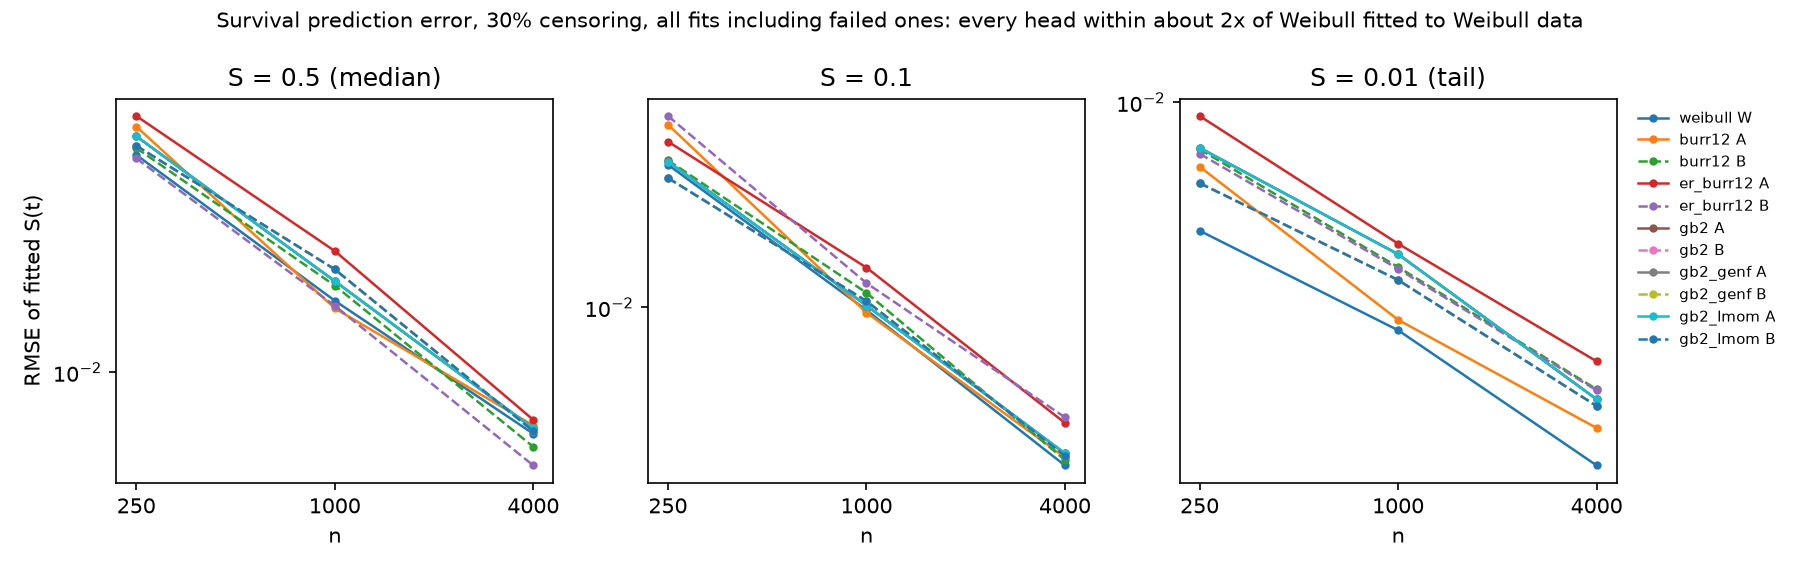 Survival prediction error, 30% censoring, all fits including failed ones: every head within about 2x of Weibull fitted to Weibull data
S = 0.5 (median)
S = 0.1
S = 0.01 (tail)
RMSE of fitted S(t)
10⁻²
10⁻²
10⁻²
250
1000
4000
250
1000
4000
250
1000
4000
n
n
n
weibull W
burr12 A
burr12 B
er_burr12 A
er_burr12 B
gb2 A
gb2 B
gb2_genf A
gb2_genf B
gb2_lmom A
gb2_lmom B